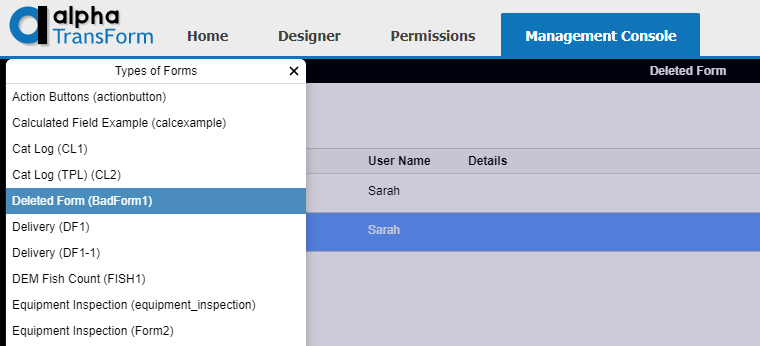 alpha
TransForm
Home Designer Permissions Management Console
Types of Forms ×
Deleted Form
Action Buttons (actionbutton)
Calculated Field Example (calcexample)
Cat Log (CL1)
Cat Log (TPL) (CL2)
Deleted Form (BadForm1)
Delivery (DF1)
Delivery (DF1-1)
DEM Fish Count (FISH1)
Equipment Inspection (equipment_inspection)
Equipment Inspection (Form2)
User Name Details
Sarah
Sarah